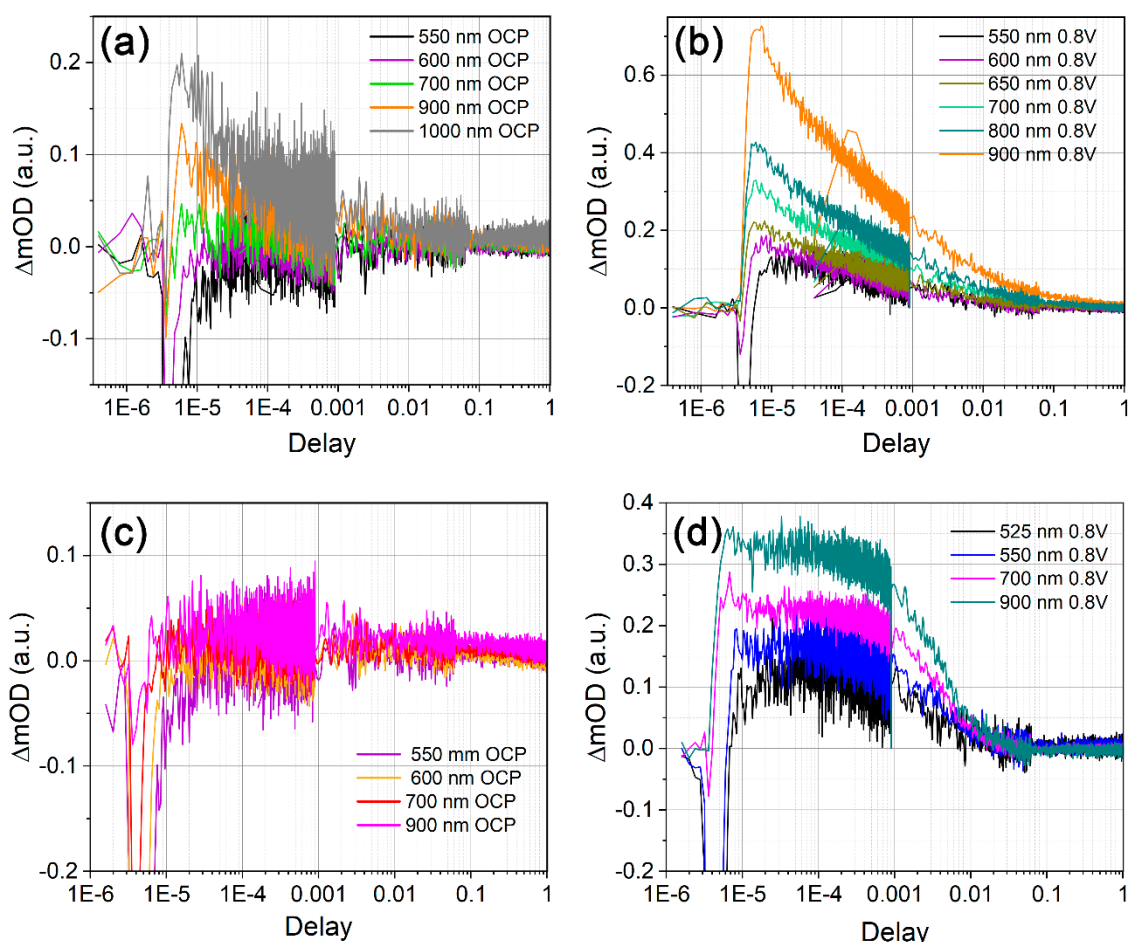 (a)
550 nm OCP
600 nm OCP
700 nm OCP
900 nm OCP
1000 nm OCP
0.2
0.1
0.0
-0.1
ΔmOD (a.u.)
1E-6
1E-5
1E-4
0.001
0.01
0.1
1
Delay
(b)
550 nm 0.8V
600 nm 0.8V
650 nm 0.8V
700 nm 0.8V
800 nm 0.8V
900 nm 0.8V
0.6
0.4
0.2
0.0
-0.2
ΔmOD (a.u.)
1E-6
1E-5
1E-4
0.001
0.01
0.1
1
Delay
(c)
550 mm OCP
600 nm OCP
700 nm OCP
900 nm OCP
0.1
0.0
-0.1
-0.2
ΔmOD (a.u.)
1E-6
1E-5
1E-4
0.001
0.01
0.1
1
Delay
(d)
525 nm 0.8V
550 nm 0.8V
700 nm 0.8V
900 nm 0.8V
0.4
0.3
0.2
0.1
0.0
-0.1
-0.2
ΔmOD (a.u.)
1E-6
1E-5
1E-4
0.001
0.01
0.1
1
Delay